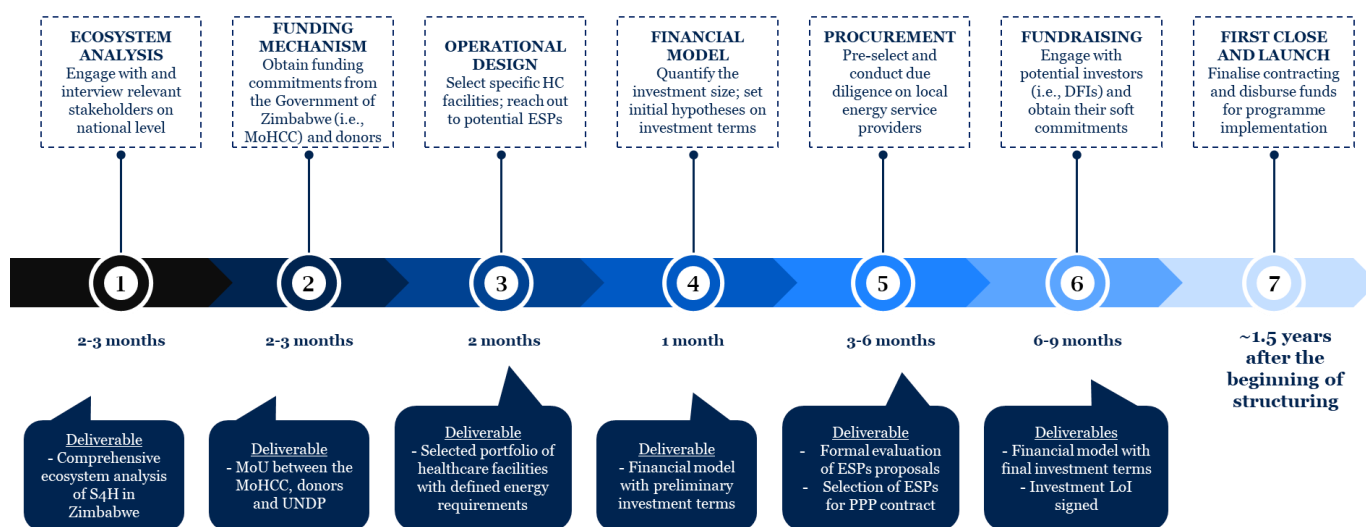 ECOSYSTEM
ANALYSIS
Engage with and
interview relevant
stakeholders on
national level
FUNDING
MECHANISM
Obtain funding
commitments from
the Government of
Zimbabwe (i.e.,
MoHCC) and donors
OPERATIONAL
DESIGN
Select specific HC
facilities; reach out
to potential ESPs
FINANCIAL
MODEL
Quantify the
investment size; set
initial hypotheses on
investment terms
PROCUREMENT
Pre-select and
conduct due
diligence on local
energy service
providers
FUNDRAISING
Engage with
potential investors
(i.e., DFIs) and
obtain their soft
commitments
FIRST CLOSE
AND LAUNCH
Finalise contracting
and disburse funds
for programme
implementation
1
2
3
4
5
6
7
2-3 months
2-3 months
2 months
1 month
3-6 months
6-9 months
~1.5 years
after the
beginning of
structuring
Deliverable
- Comprehensive
ecosystem analysis
of S4H in
Zimbabwe
Deliverable
- MoU between the
MoHCC, donors
and UNDP
Deliverable
- Selected portfolio of
healthcare facilities
with defined energy
requirements
Deliverable
- Financial model
with preliminary
investment terms
Deliverable
- Formal evaluation
of ESPs proposals
- Selection of ESPs
for PPP contract
Deliverables
- Financial model with
final investment terms
- Investment LoI
signed